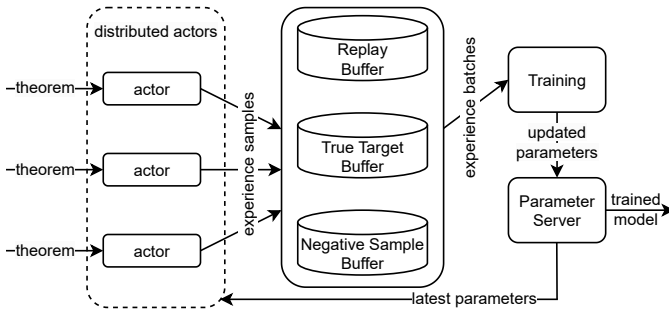 distributed actors
theorem
actor
theorem
actor
theorem
actor
experience samples
Replay
Buffer
True Target
Buffer
Negative Sample
Buffer
experience batches
Training
updated
parameters
Parameter
Server
trained
model
latest parameters